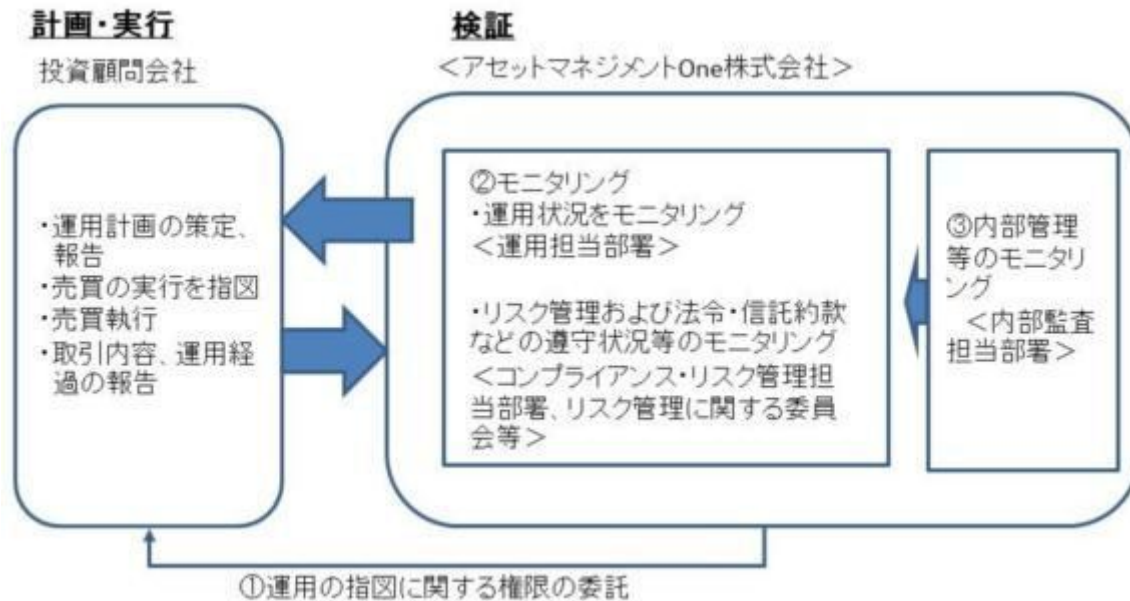 計画・実行
投資顧問会社
・運用計画の策定、
報告
・売買の実行を指図
・売買執行
・取引内容、運用経
過の報告
検証
＜アセットマネジメントOne株式会社＞
②モニタリング
・運用状況をモニタリング
＜運用担当部署＞
・リスク管理および法令・信託約款
などの遵守状況等のモニタリング
＜コンプライアンス・リスク管理担
当部署、リスク管理に関する委員
会等＞
③内部管理
等のモニタリ
ング
＜内部監査
担当部署＞
①運用の指図に関する権限の委託